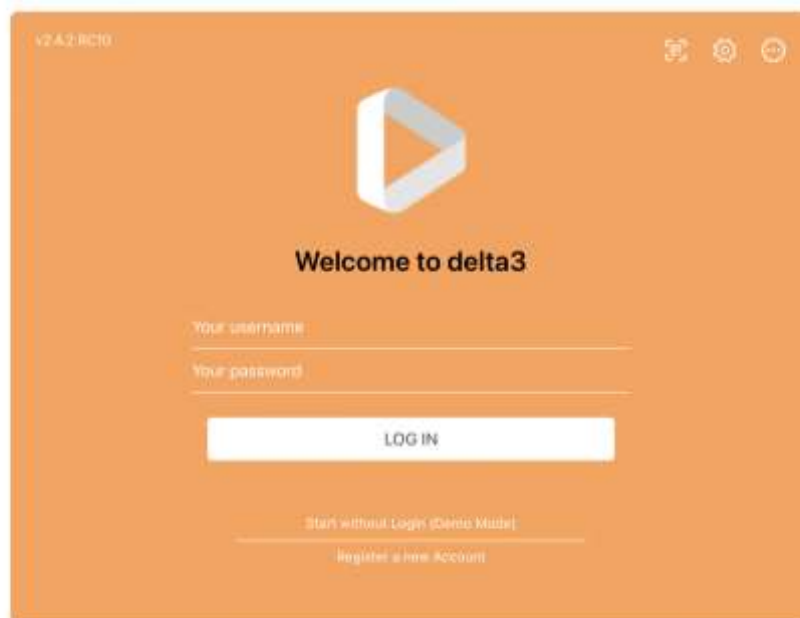 v2.4.2.RC10
Welcome to delta3
Your username
Your password
LOG IN
Start without Login (Demo Mode)
Register a new Account